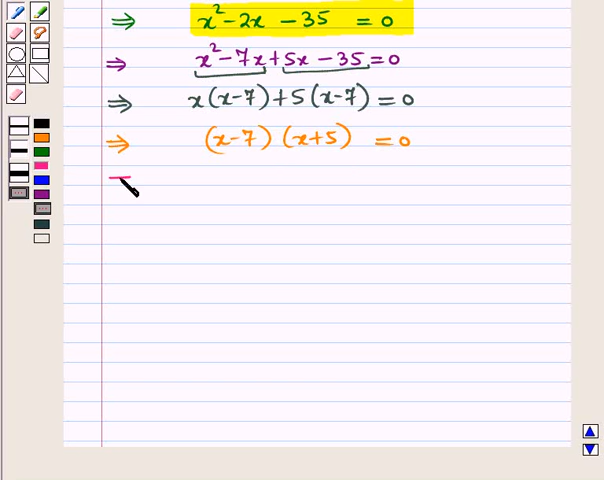 ⇒ x² - 2x - 35 = 0
⇒ x² - 7x + 5x - 35 = 0
⇒ x(x-7) + 5(x-7) = 0
⇒ (x-7) (x+5) = 0